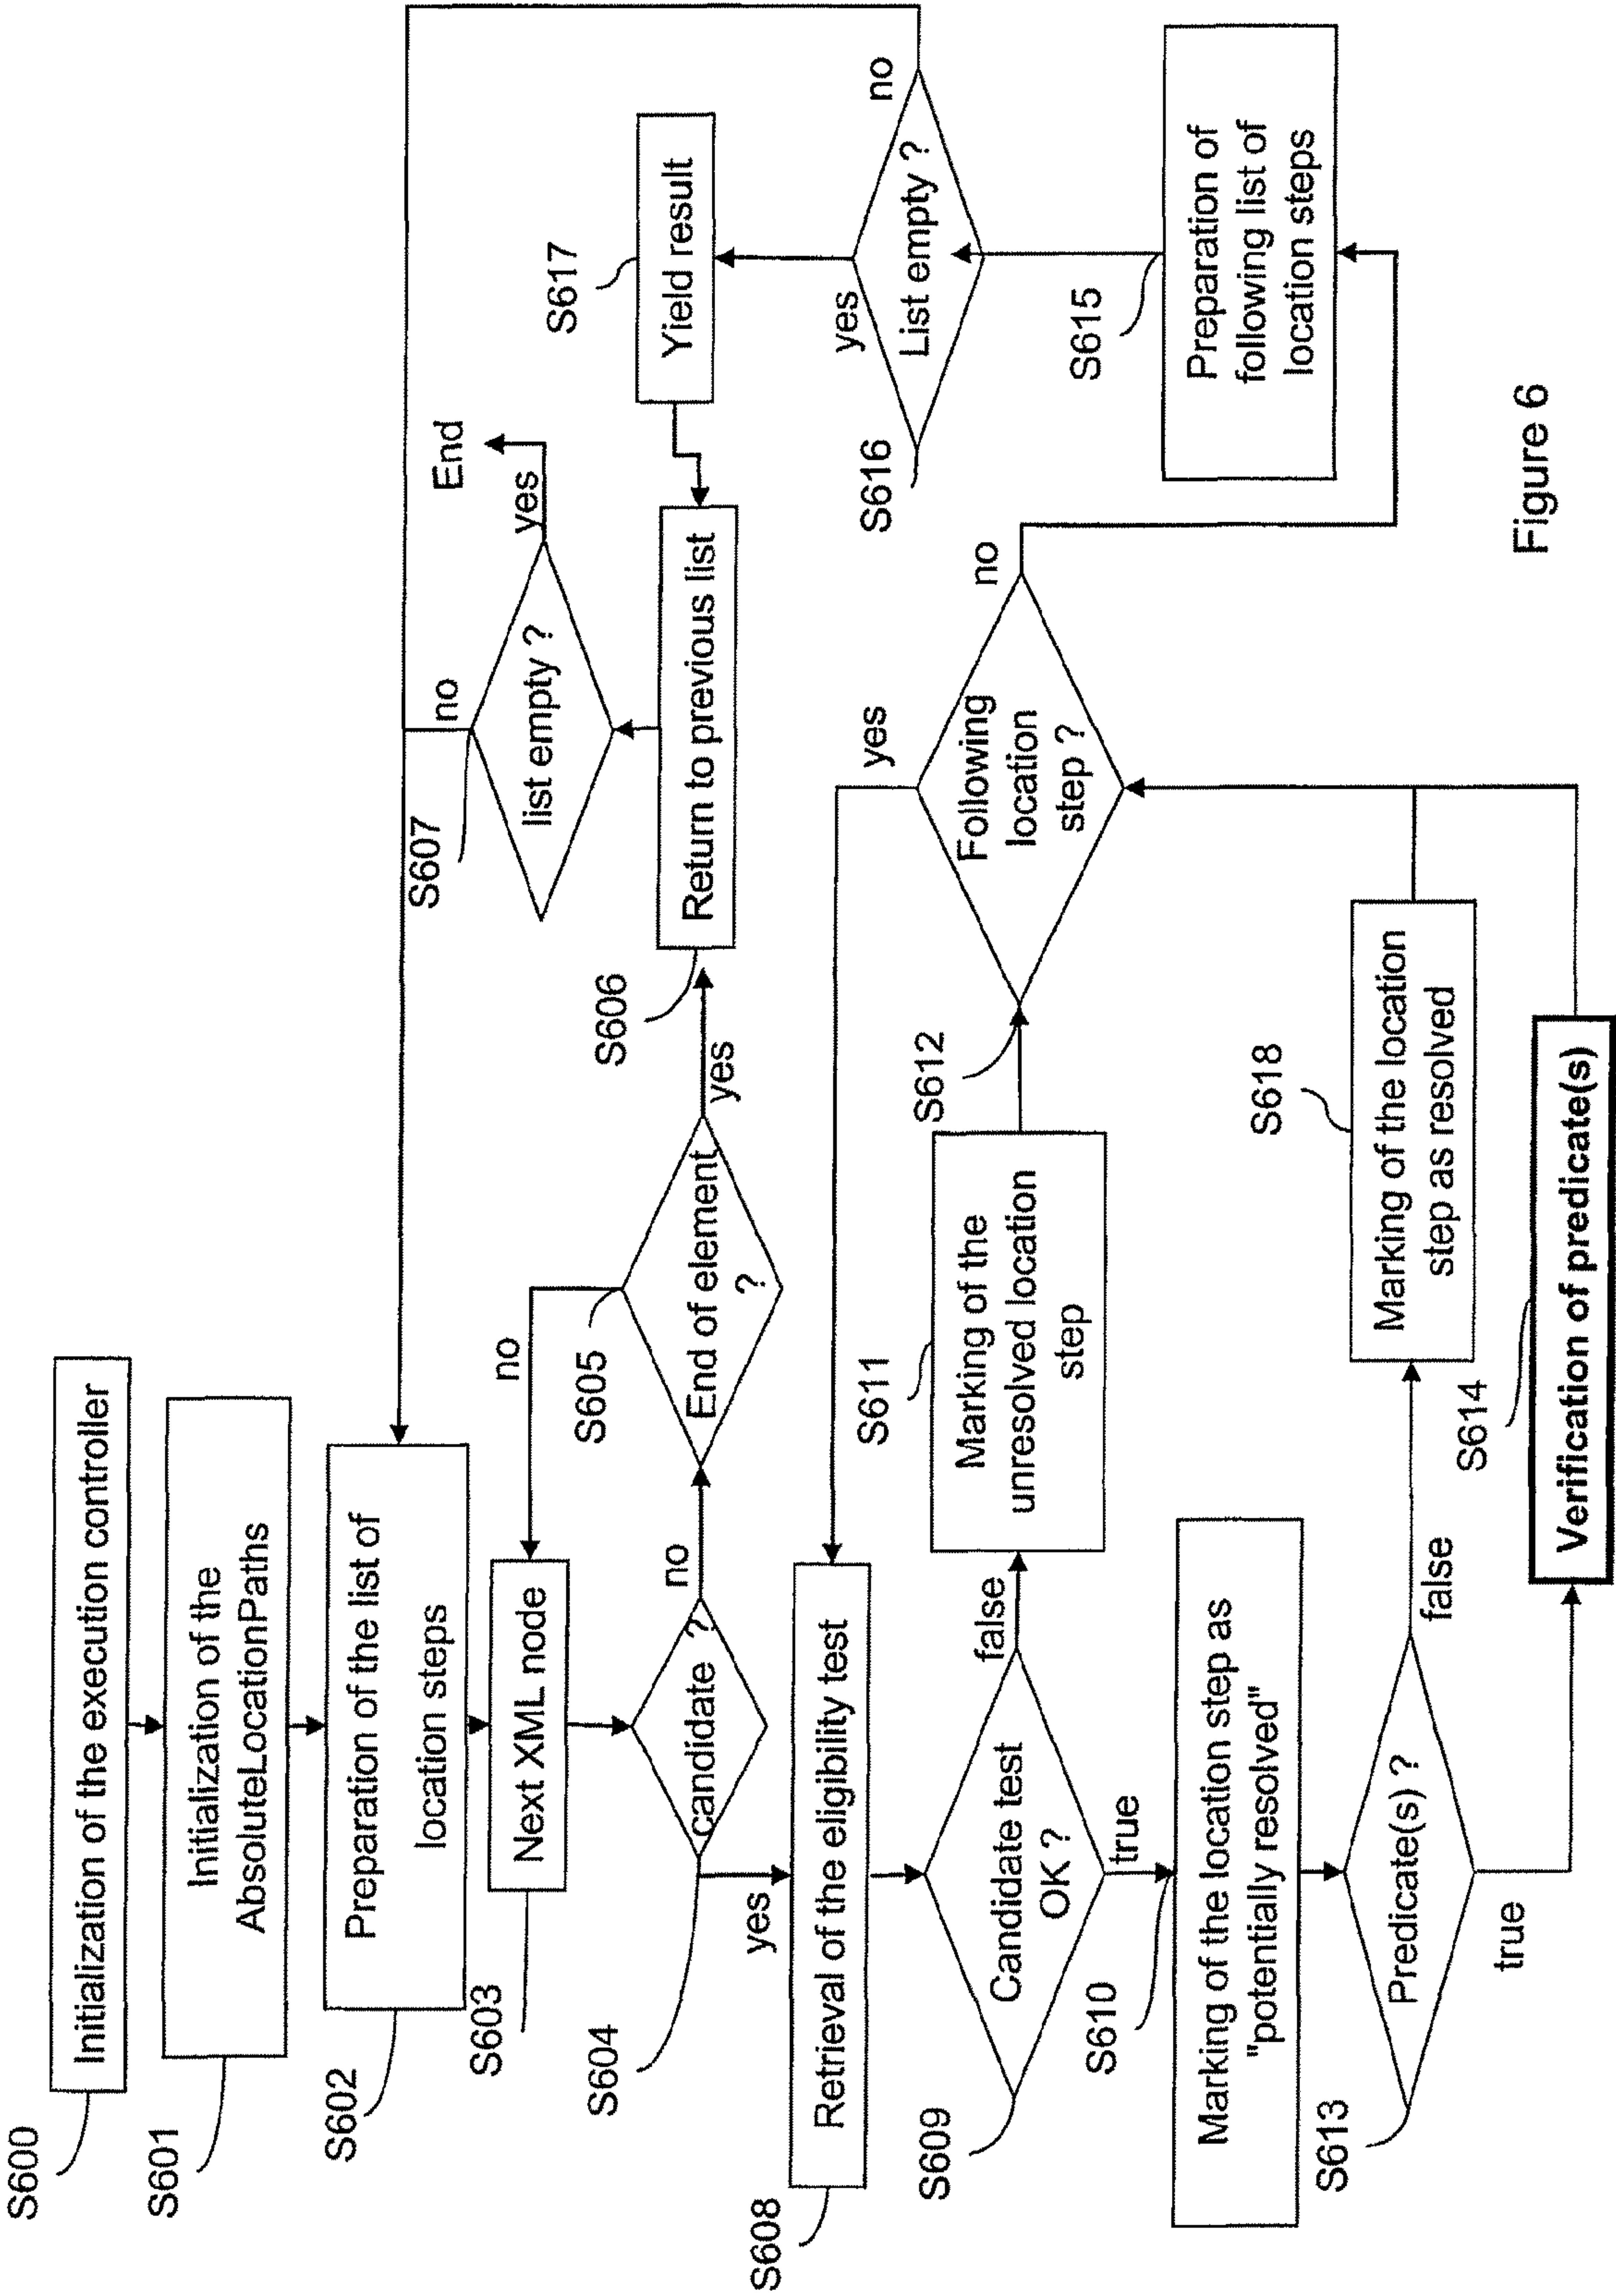 S600
Initialization of the execution controller
S601
Initialization of the
AbsoluteLocationPaths
S602
Preparation of the list of
location steps
S603
Next XML node
S604
candidate ?
no
yes
S605
End of element
?
no
yes
S606
Return to previous list
S607
list empty ?
no
yes
End
S617
Yield result
S608
Retrieval of the eligibility test
S609
Candidate test
OK ?
false
true
S611
Marking of the
unresolved location
step
S612
Following
location
step ?
yes
no
S616
List empty ?
yes
no
S615
Preparation of
following list of
location steps
S610
Marking of the location step as
"potentially resolved"
S613
Predicate(s) ?
false
true
S618
Marking of the location
step as resolved
S614
Verification of predicate(s)
Figure 6